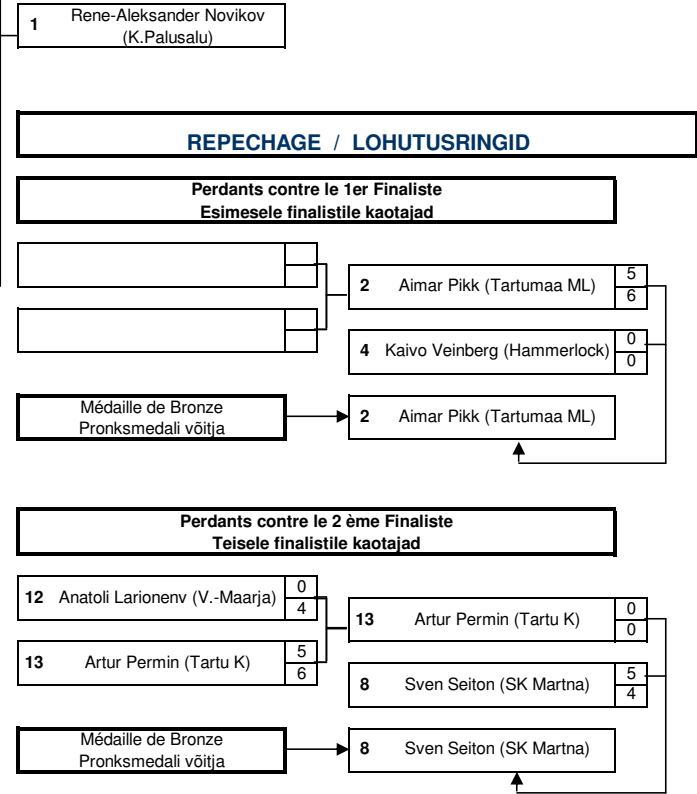 1 Rene-Aleksander Novikov
(K.Palusalu)
REPECHAGE / LOHUTUSRINGID
Perdants contre le 1er Finaliste
Esimesele finalistile kaotajad
2 Aimar Pikk (Tartumaa ML) 5
6
4 Kaivo Veinberg (Hammerlock) 0
0
Médaille de Bronze
Pronksmedali võitja
2 Aimar Pikk (Tartumaa ML)
Perdants contre le 2 ème Finaliste
Teisele finalistile kaotajad
12 Anatoli Larionenv (V.-Maarja) 0
4
13 Artur Permin (Tartu K) 5
6
13 Artur Permin (Tartu K) 0
0
8 Sven Seiton (SK Martna) 5
4
Médaille de Bronze
Pronksmedali võitja
8 Sven Seiton (SK Martna)